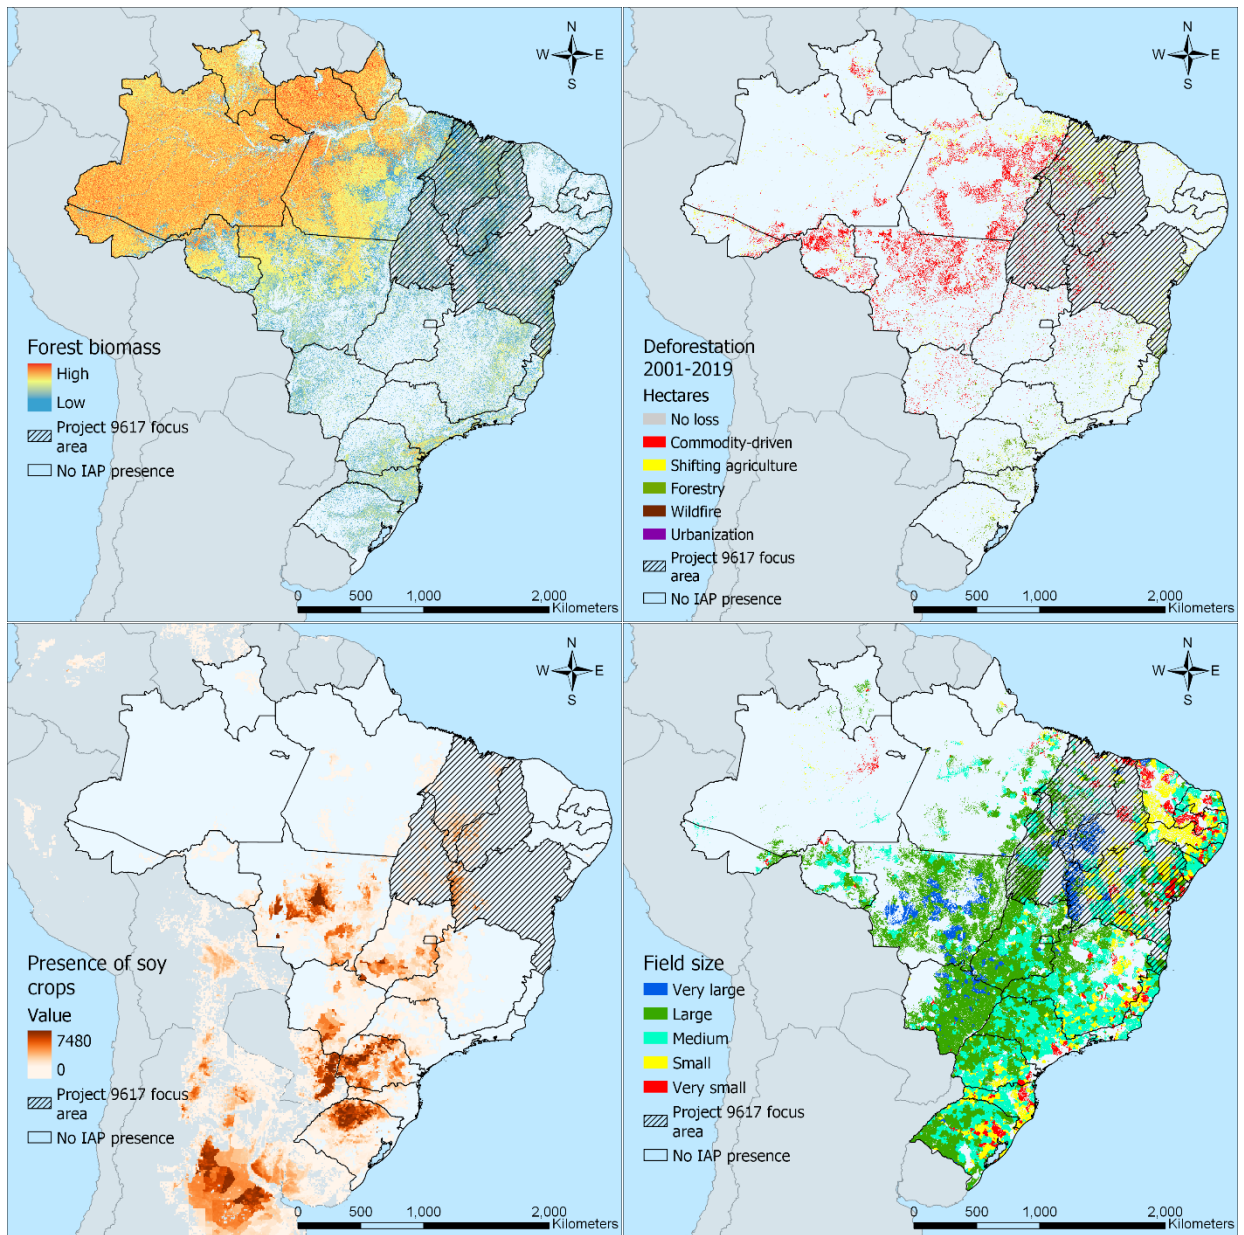 N
W E
S
Forest biomass
High
Low
Project 9617 focus
area
No IAP presence
0 500 1,000 2,000
Kilometers
N
W E
S
Deforestation
2001-2019
Hectares
No loss
Commodity-driven
Shifting agriculture
Forestry
Wildfire
Urbanization
Project 9617 focus
area
No IAP presence
0 500 1,000 2,000
Kilometers
N
W E
S
Presence of soy
crops
Value
7480
0
Project 9617 focus
area
No IAP presence
0 500 1,000 2,000
Kilometers
N
W E
S
Field size
Very large
Large
Medium
Small
Very small
Project 9617 focus
area
No IAP presence
0 500 1,000 2,000
Kilometers